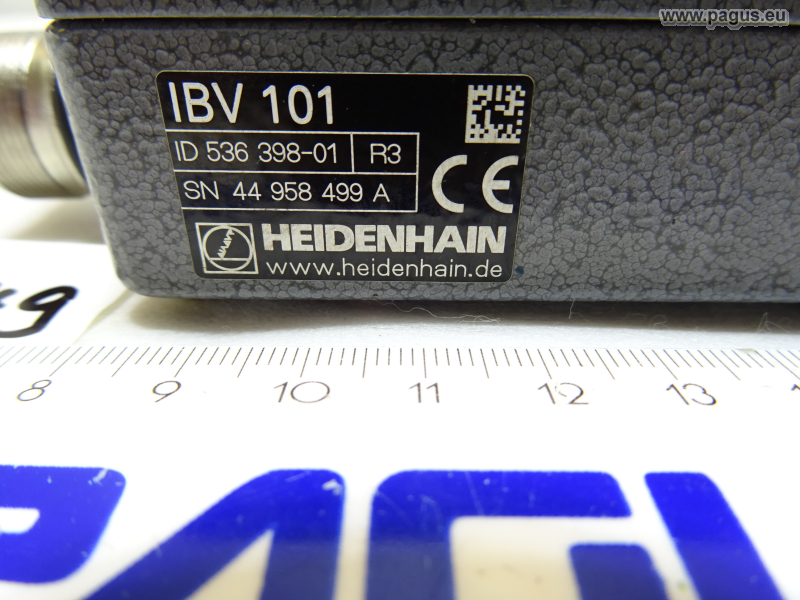 www.pagus.eu
IBV 101
ID 536 398-01 R3
SN 44 958 499 A
CE
HEIDENHAIN
www.heidenhain.de
9
8 9 10 11 12 13